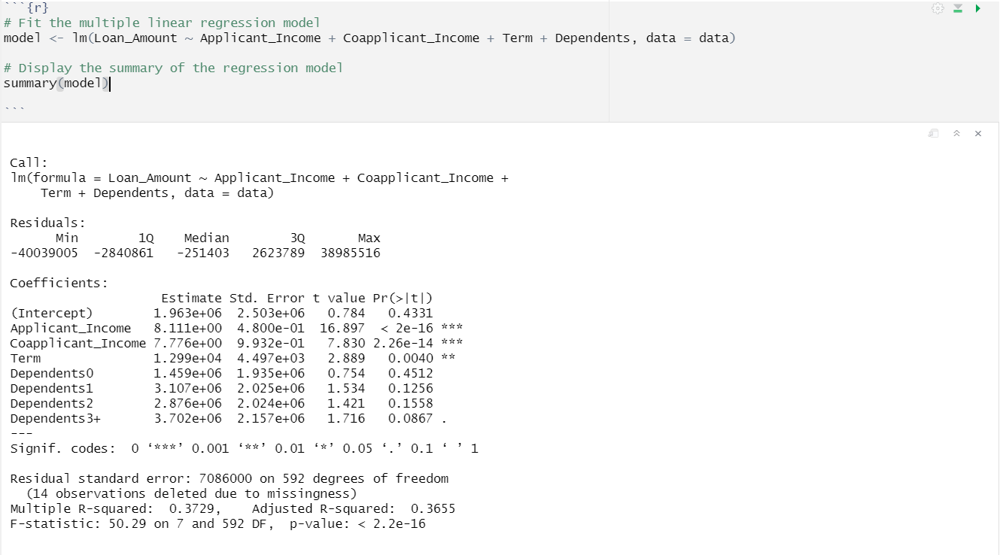 ```{r}
# Fit the multiple linear regression model
model <- lm(Loan_Amount ~ Applicant_Income + Coapplicant_Income + Term + Dependents, data = data)
# Display the summary of the regression model
summary(model)
```
Call:
lm(formula = Loan_Amount ~ Applicant_Income + Coapplicant_Income +
    Term + Dependents, data = data)
Residuals:
      Min        1Q    Median        3Q       Max
-40039005  -2840861   -251403   2623789  38985516
Coefficients:
                    Estimate Std. Error t value Pr(>|t|)
(Intercept)        1.963e+06  2.503e+06   0.784   0.4331
Applicant_Income   8.111e+00  4.800e-01  16.897  < 2e-16 ***
Coapplicant_Income 7.776e+00  9.932e-01   7.830 2.26e-14 ***
Term               1.299e+04  4.497e+03   2.889   0.0040 **
Dependents0        1.459e+06  1.935e+06   0.754   0.4512
Dependents1        3.107e+06  2.025e+06   1.534   0.1256
Dependents2        2.876e+06  2.024e+06   1.421   0.1558
Dependents3+       3.702e+06  2.157e+06   1.716   0.0867 .
---
Signif. codes:  0 ‘***’ 0.001 ‘**’ 0.01 ‘*’ 0.05 ‘.’ 0.1 ‘ ’ 1
Residual standard error: 7086000 on 592 degrees of freedom
  (14 observations deleted due to missingness)
Multiple R-squared:  0.3729,    Adjusted R-squared:  0.3655
F-statistic: 50.29 on 7 and 592 DF,  p-value: < 2.2e-16